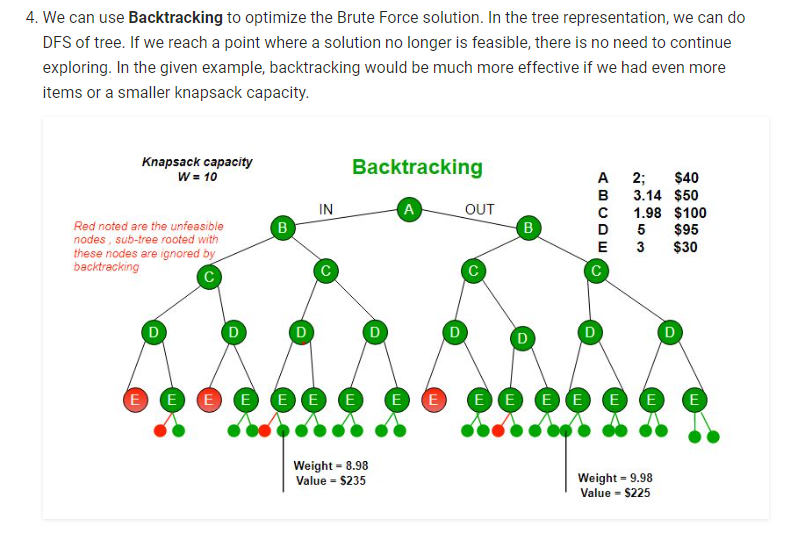 4. We can use Backtracking to optimize the Brute Force solution. In the tree representation, we can do
DFS of tree. If we reach a point where a solution no longer is feasible, there is no need to continue
exploring. In the given example, backtracking would be much more effective if we had even more
items or a smaller knapsack capacity.
Knapsack capacity
W = 10
Backtracking
A 2; $40
B 3.14 $50
C 1.98 $100
D 5 $95
E 3 $30
IN
A
OUT
Red noted are the unfeasible
nodes , sub-tree rooted with
these nodes are ignored by
backtracking
B B
C C C C
D D D D D D D D
E E E E E E E E E E E E E E E E
Weight = 8.98
Value = $235
Weight = 9.98
Value = $225